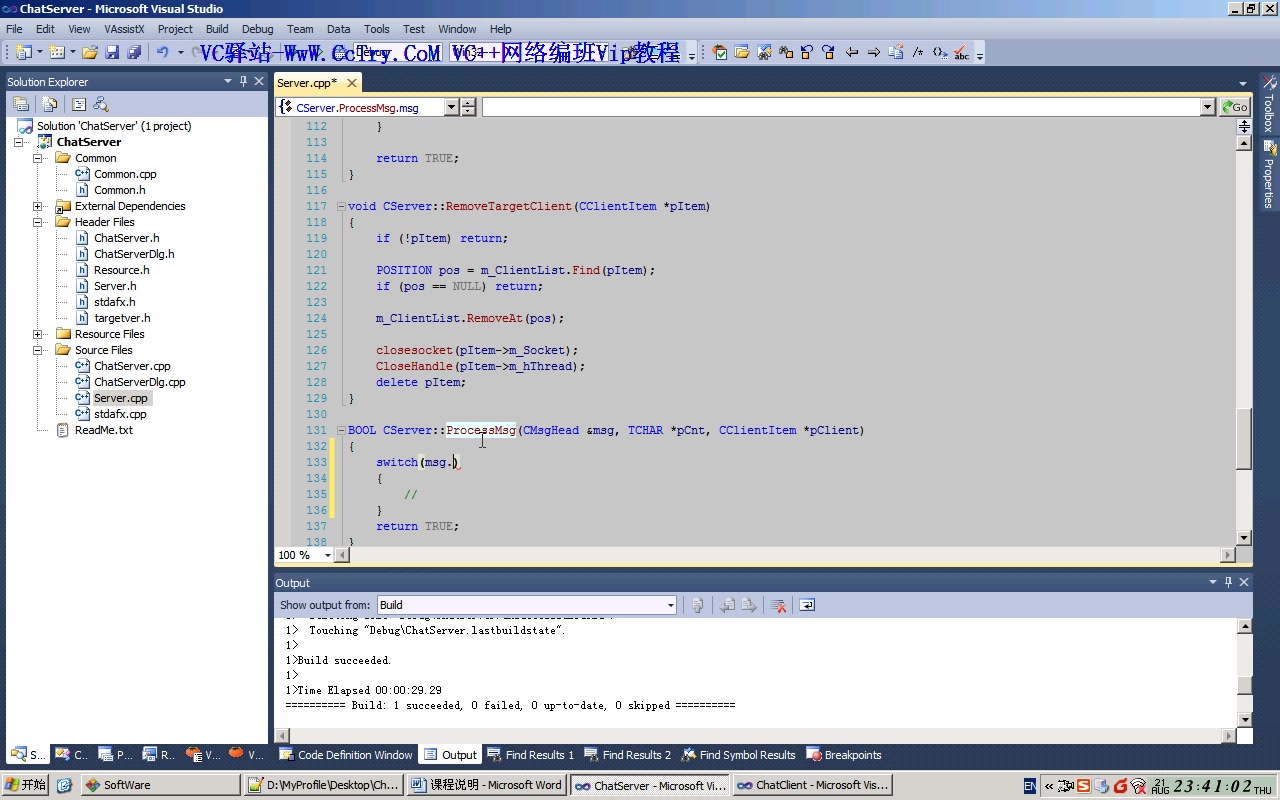 ChatServer - Microsoft Visual Studio
File Edit View VAssistX Project Build Debug Team Data Tools Test Window Help
VC驿站-WwW.CcTry.CoM VC++网络编班Vip教程
Solution Explorer
Server.cpp*
CServer.ProcessMsg.msg
Go
Solution 'ChatServer' (1 project)
ChatServer
Common
Common.cpp
Common.h
External Dependencies
Header Files
ChatServer.h
ChatServerDlg.h
Resource.h
Server.h
stdafx.h
targetver.h
Resource Files
Source Files
ChatServer.cpp
ChatServerDlg.cpp
Server.cpp
stdafx.cpp
ReadMe.txt
112 }
113
114 return TRUE;
115 }
116
117 void CServer::RemoveTargetClient(CClientItem *pItem)
118 {
119 if (!pItem) return;
120
121 POSITION pos = m_ClientList.Find(pItem);
122 if (pos == NULL) return;
123
124 m_ClientList.RemoveAt(pos);
125
126 closesocket(pItem->m_Socket);
127 CloseHandle(pItem->m_hThread);
128 delete pItem;
129 }
130
131 BOOL CServer::ProcessMsg(CMsgHead &msg, TCHAR *pCnt, CClientItem *pClient)
132 {
133 switch(msg.)
134 {
135 //
136 }
137 return TRUE;
138 }
100 %
Toolbox
Properties
Output
Show output from: Build
1> Touching "Debug\ChatServer.lastbuildstate".
1>
1>Build succeeded.
1>
1>Time Elapsed 00:00:29.29
========== Build: 1 succeeded, 0 failed, 0 up-to-date, 0 skipped ==========
S... C... P... R... V... V... Code Definition Window Output Find Results 1 Find Results 2 Find Symbol Results Breakpoints
开始 SoftWare D:\MyProfile\Desktop\Ch... 课程说明 - Microsoft Word ChatServer - Microsoft Vi... ChatClient - Microsoft Vis... EN « 21 AUG 23:41:02 THU